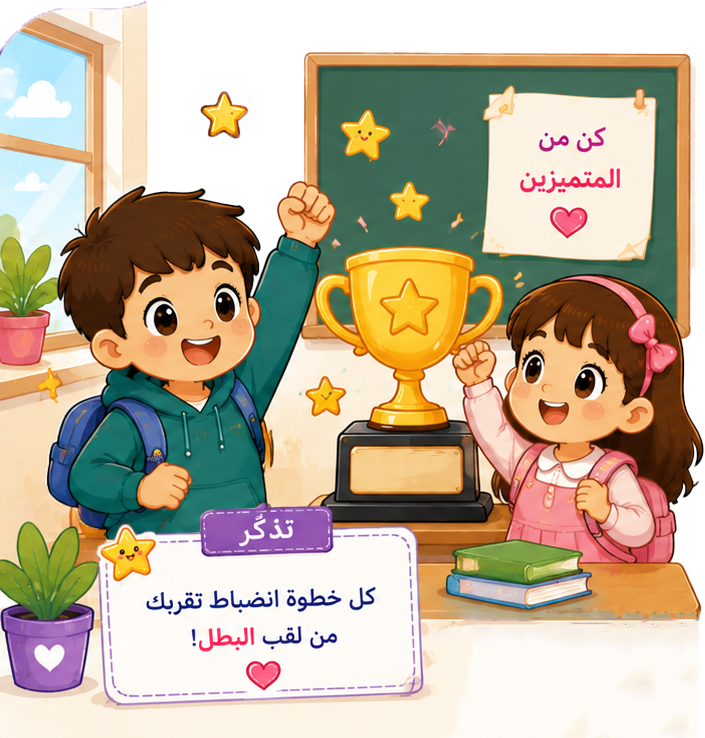 كن من
المتميزين
تذكّر
كل خطوة انضباط تقربك
من لقب البطل!